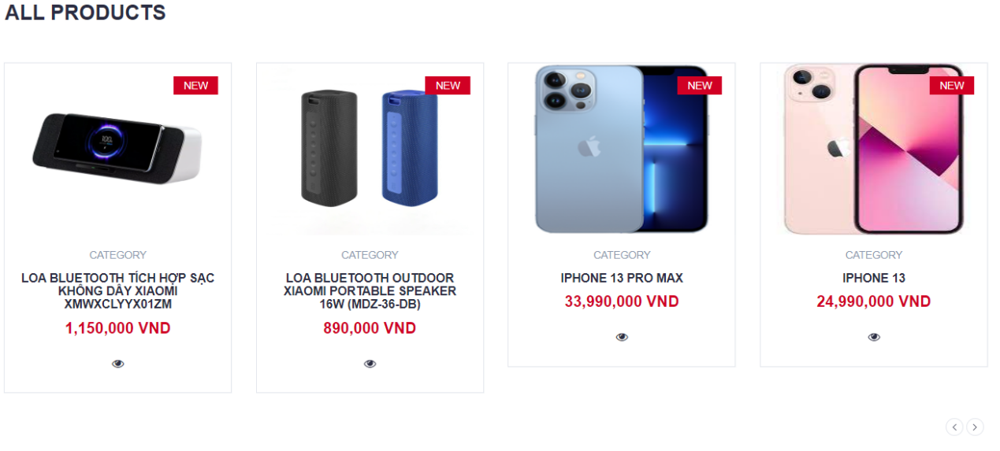 ALL PRODUCTS
NEW
CATEGORY
LOA BLUETOOTH TÍCH HỢP SẠC
KHÔNG DÂY XIAOMI
XMWXCLYYX01ZM
1,150,000 VND
NEW
CATEGORY
LOA BLUETOOTH OUTDOOR
XIAOMI PORTABLE SPEAKER
16W (MDZ-36-DB)
890,000 VND
NEW
CATEGORY
IPHONE 13 PRO MAX
33,990,000 VND
NEW
CATEGORY
IPHONE 13
24,990,000 VND